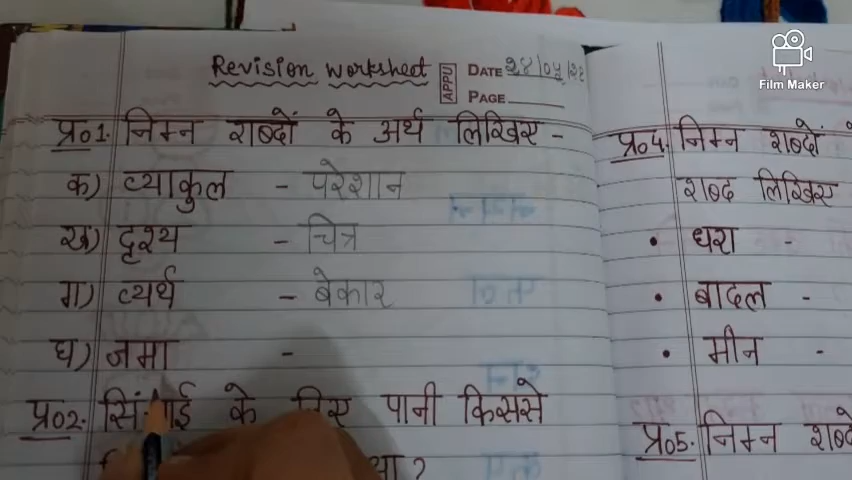 Revision Worksheet
APPU
DATE 28/04/22
PAGE
प्र०1. निम्न शब्दों के अर्थ लिखिए -
क) व्याकुल - परेशान
ख) दृश्य - चित्र
ग) व्यर्थ - बेकार
घ) जमा -
प्र०2. के लिए पानी किससे
प्र०4. निम्न शब्दों
शब्द लिखिए
• धरा -
• बादल -
• मीन -
प्र०5. निम्न
Film Maker